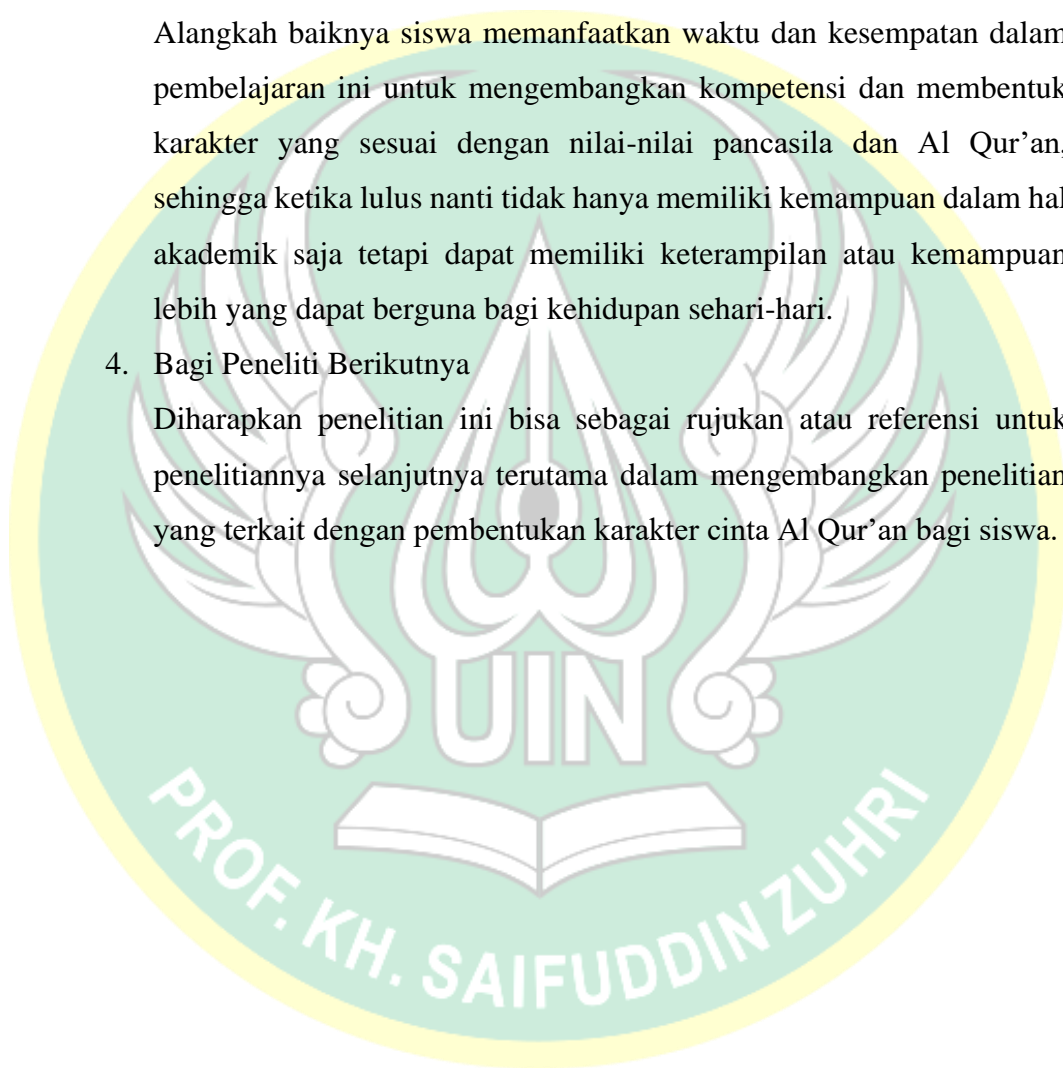 Alangkah baiknya siswa memanfaatkan waktu dan kesempatan dalam
pembelajaran ini untuk mengembangkan kompetensi dan membentuk
karakter yang sesuai dengan nilai-nilai pancasila dan Al Qur’an,
sehingga ketika lulus nanti tidak hanya memiliki kemampuan dalam hal
akademik saja tetapi dapat memiliki keterampilan atau kemampuan
lebih yang dapat berguna bagi kehidupan sehari-hari.
4. Bagi Peneliti Berikutnya
Diharapkan penelitian ini bisa sebagai rujukan atau referensi untuk
penelitiannya selanjutnya terutama dalam mengembangkan penelitian
yang terkait dengan pembentukan karakter cinta Al Qur’an bagi siswa.
UIN
PROF. KH. SAIFUDDIN ZUHRI